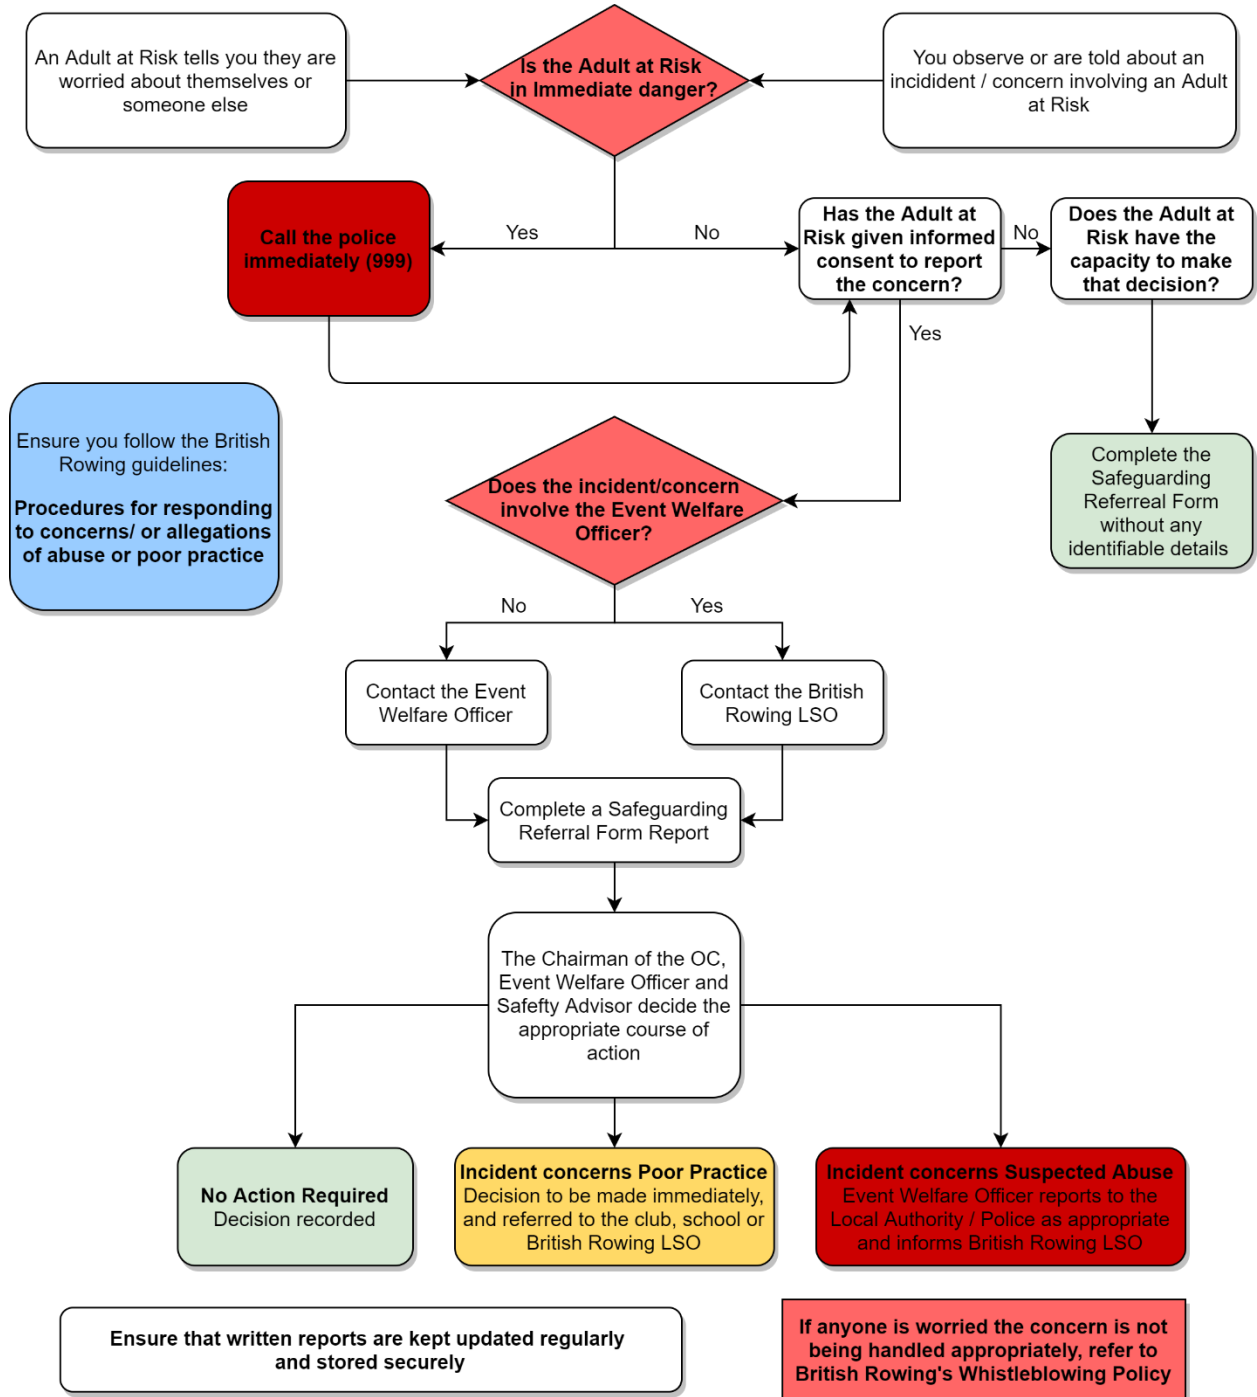 An Adult at Risk tells you they are
worried about themselves or
someone else
Is the Adult at Risk
in Immediate danger?
You observe or are told about an
incidident / concern involving an Adult
at Risk
Call the police
immediately (999)
Yes
No
Has the Adult at
Risk given informed
consent to report
the concern?
No
Does the Adult at
Risk have the
capacity to make
that decision?
Yes
Ensure you follow the British
Rowing guidelines:
Procedures for responding
to concerns/ or allegations
of abuse or poor practice
Does the incident/concern
involve the Event Welfare
Officer?
Complete the
Safeguarding
Referreal Form
without any
identifiable details
No
Yes
Contact the Event
Welfare Officer
Contact the British
Rowing LSO
Complete a Safeguarding
Referral Form Report
The Chairman of the OC,
Event Welfare Officer and
Safefty Advisor decide the
appropriate course of
action
No Action Required
Decision recorded
Incident concerns Poor Practice
Decision to be made immediately,
and referred to the club, school or
British Rowing LSO
Incident concerns Suspected Abuse
Event Welfare Officer reports to the
Local Authority / Police as appropriate
and informs British Rowing LSO
Ensure that written reports are kept updated regularly
and stored securely
If anyone is worried the concern is not
being handled appropriately, refer to
British Rowing's Whistleblowing Policy